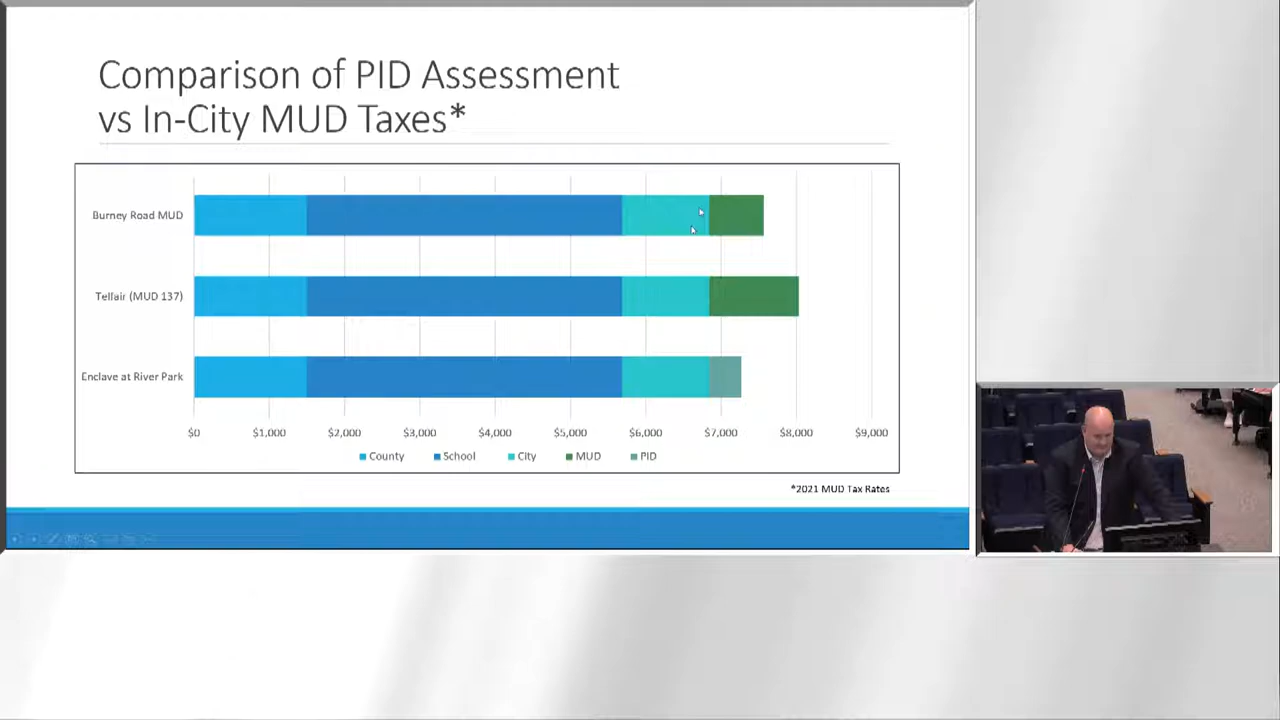 Comparison of PID Assessment
vs In-City MUD Taxes*
Burney Road MUD
Tellair (MUD 137)
Enclave at River Park
$0 $1,000 $2,000 $3,000 $4,000 $5,000 $6,000 $7,000 $8,000 $9,000
County School City MUD PID
*2021 MUD Tax Rates